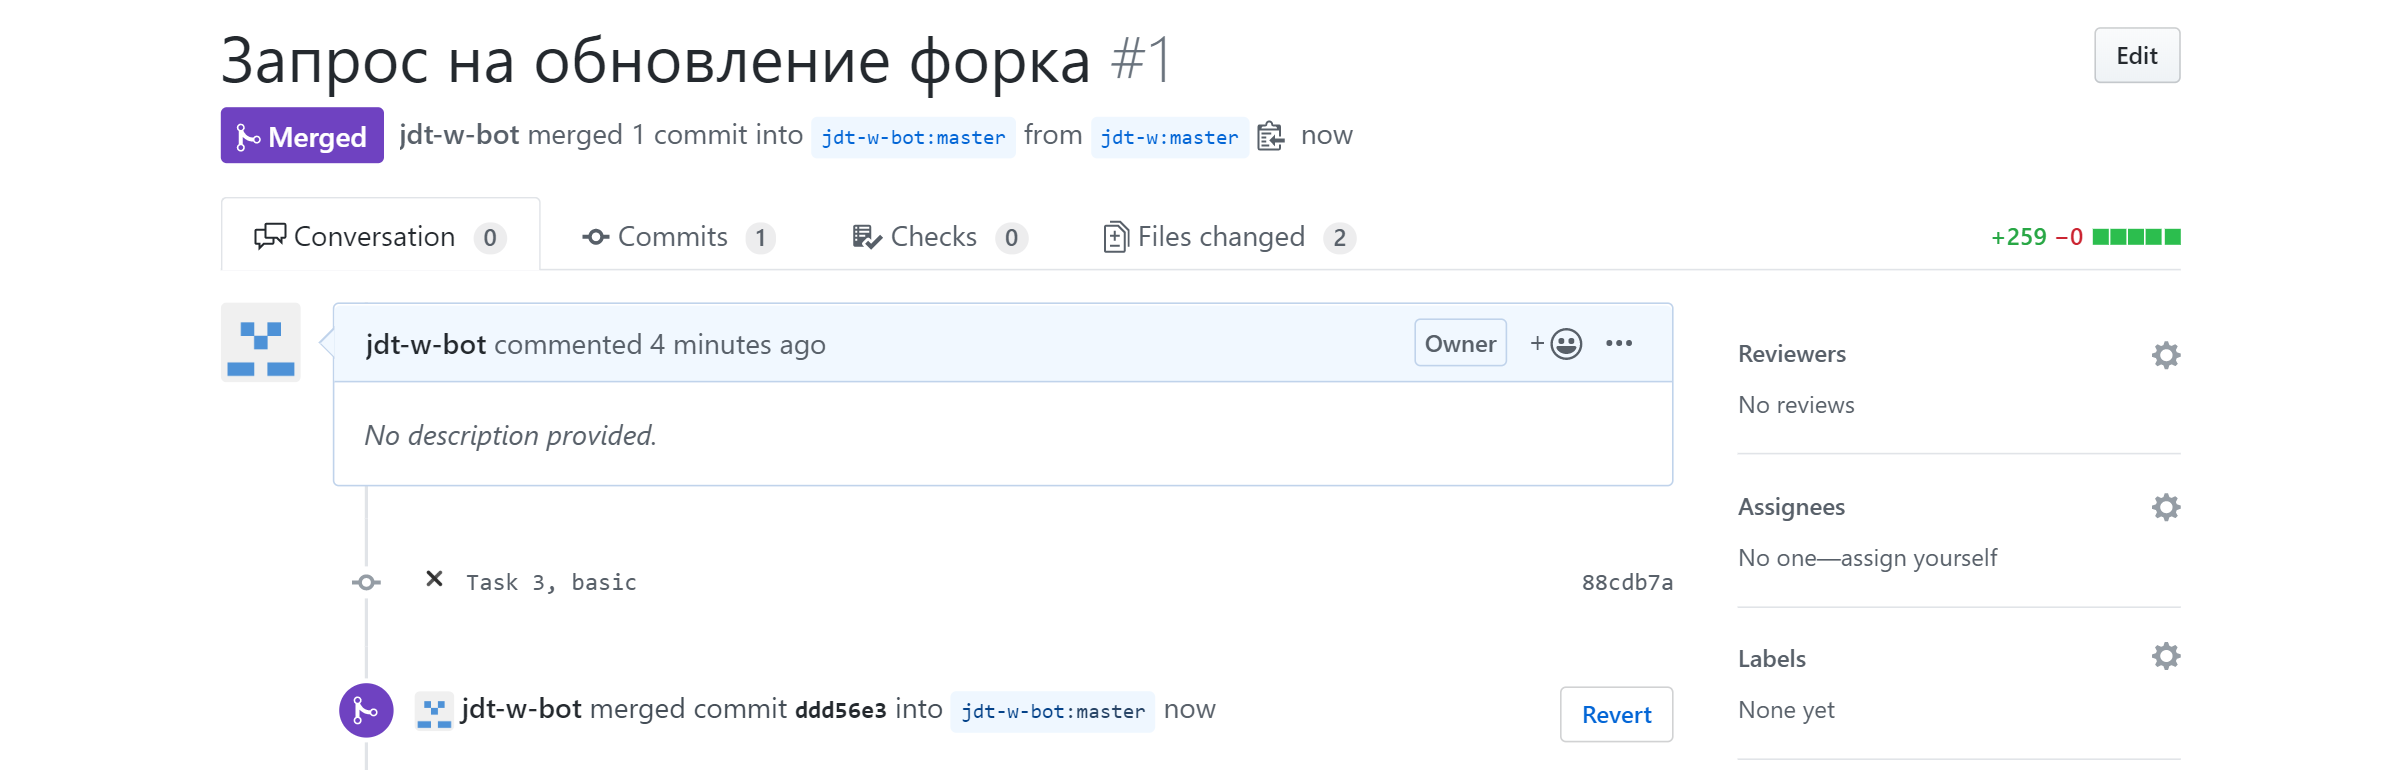 Запрос на обновление форка #1
Edit
Merged jdt-w-bot merged 1 commit into jdt-w-bot:master from jdt-w:master now
Conversation 0 Commits 1 Checks 0 Files changed 2 +259 −0
jdt-w-bot commented 4 minutes ago Owner +
No description provided.
Reviewers
No reviews
Assignees
No one—assign yourself
Task 3, basic 88cdb7a
Labels
None yet
jdt-w-bot merged commit ddd56e3 into jdt-w-bot:master now Revert